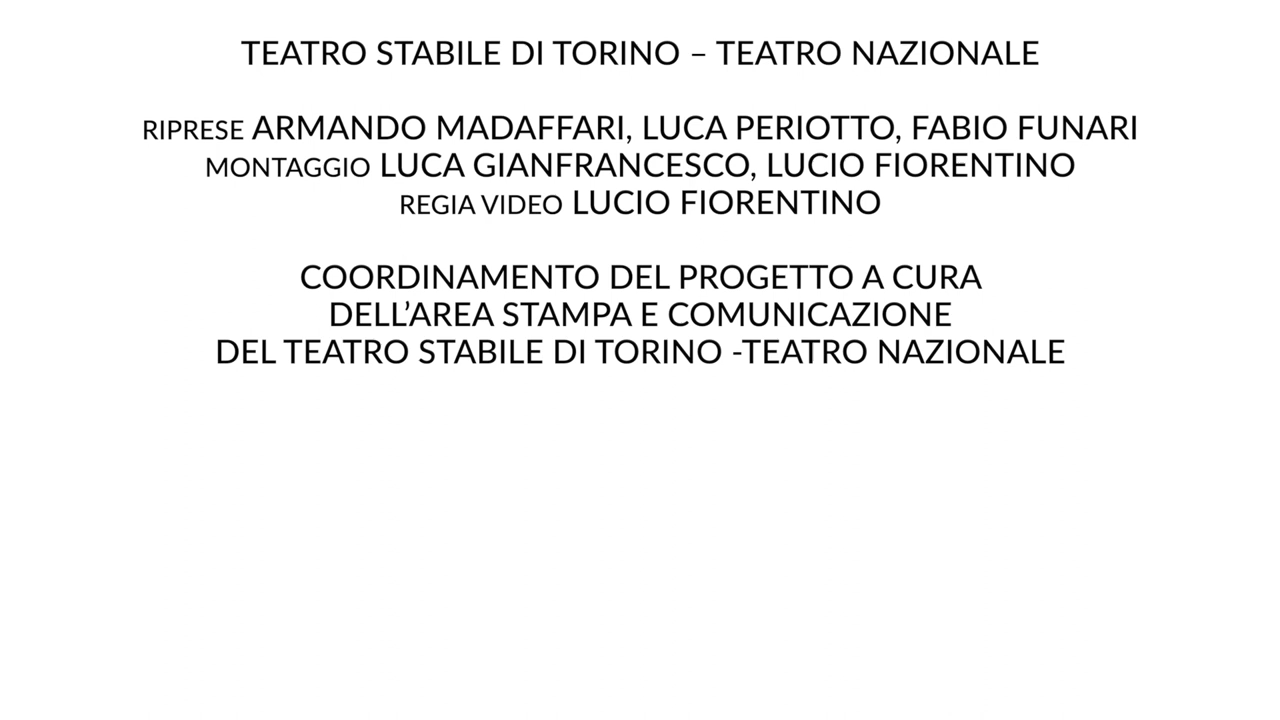 TEATRO STABILE DI TORINO – TEATRO NAZIONALE
RIPRESE ARMANDO MADAFFARI, LUCA PERIOTTO, FABIO FUNARI
MONTAGGIO LUCA GIANFRANCESCO, LUCIO FIORENTINO
REGIA VIDEO LUCIO FIORENTINO
COORDINAMENTO DEL PROGETTO A CURA
DELL’AREA STAMPA E COMUNICAZIONE
DEL TEATRO STABILE DI TORINO -TEATRO NAZIONALE